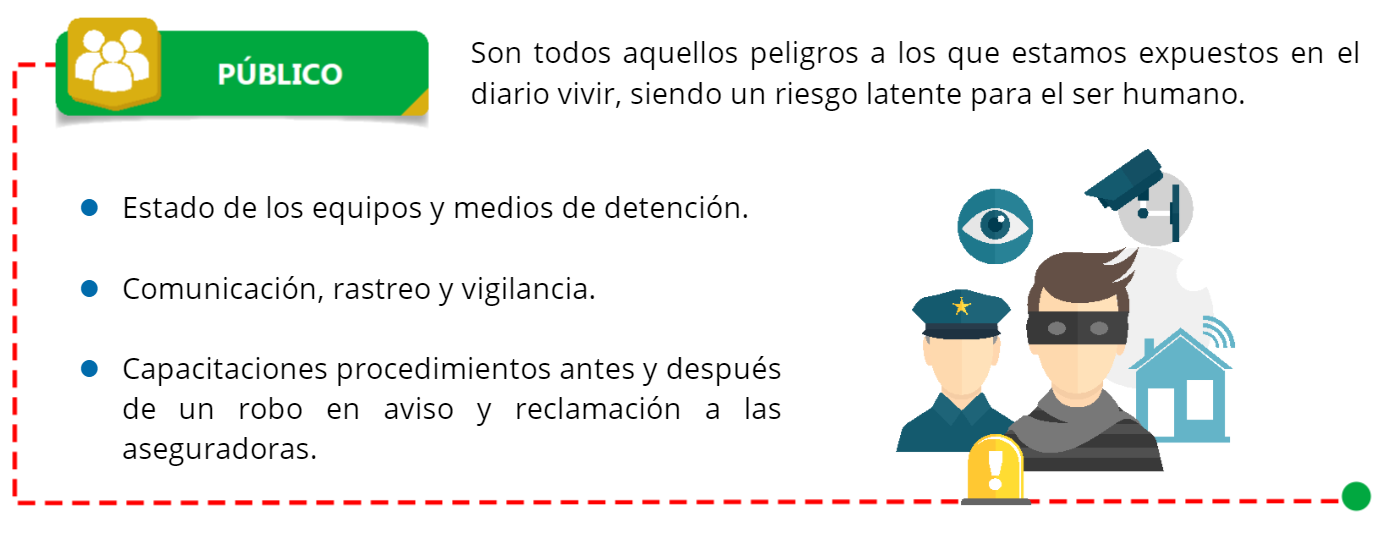 PÚBLICO
Son todos aquellos peligros a los que estamos expuestos en el
diario vivir, siendo un riesgo latente para el ser humano.
Estado de los equipos y medios de detención.
Comunicación, rastreo y vigilancia.
Capacitaciones procedimientos antes y después
de un robo en aviso y reclamación a las
aseguradoras.